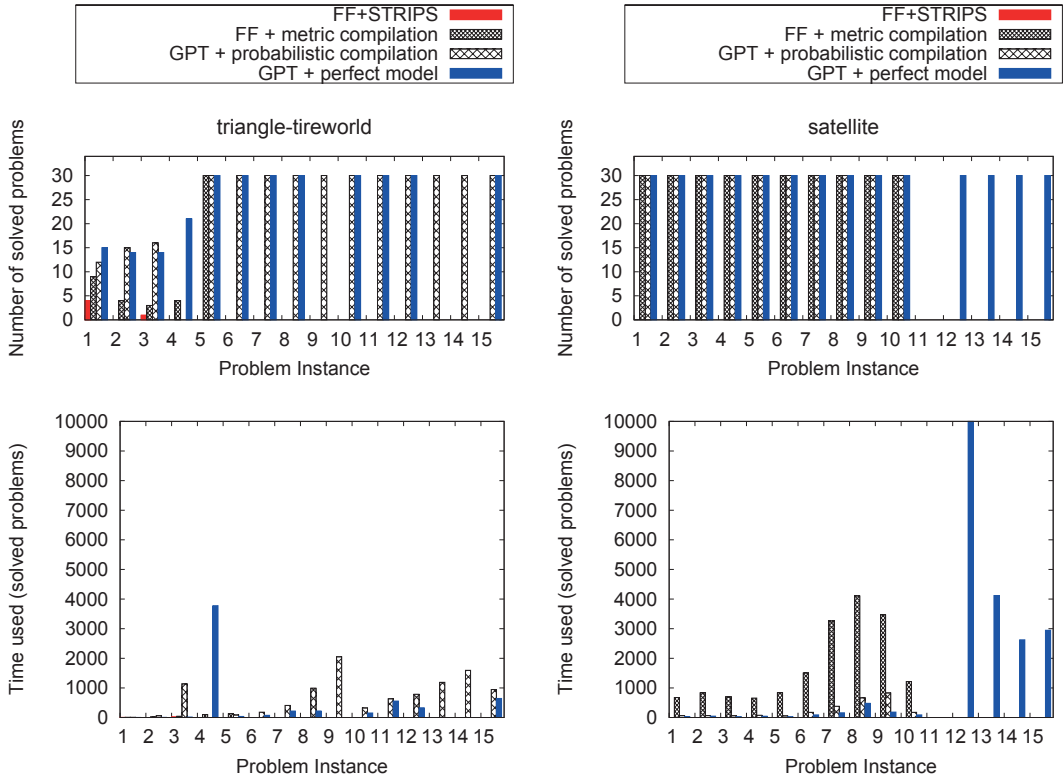 FF+STRIPS
FF + metric compilation
GPT + probabilistic compilation
GPT + perfect model
triangle-tireworld
Number of solved problems
30
25
20
15
10
5
0
1 2 3 4 5 6 7 8 9 10 11 12 13 14 15
Problem Instance
10000
9000
8000
7000
6000
5000
4000
3000
2000
1000
0
Time used (solved problems)
1 2 3 4 5 6 7 8 9 10 11 12 13 14 15
Problem Instance
FF+STRIPS
FF + metric compilation
GPT + probabilistic compilation
GPT + perfect model
satellite
Number of solved problems
30
25
20
15
10
5
0
1 2 3 4 5 6 7 8 9 10 11 12 13 14 15
Problem Instance
10000
9000
8000
7000
6000
5000
4000
3000
2000
1000
0
Time used (solved problems)
1 2 3 4 5 6 7 8 9 10 11 12 13 14 15
Problem Instance